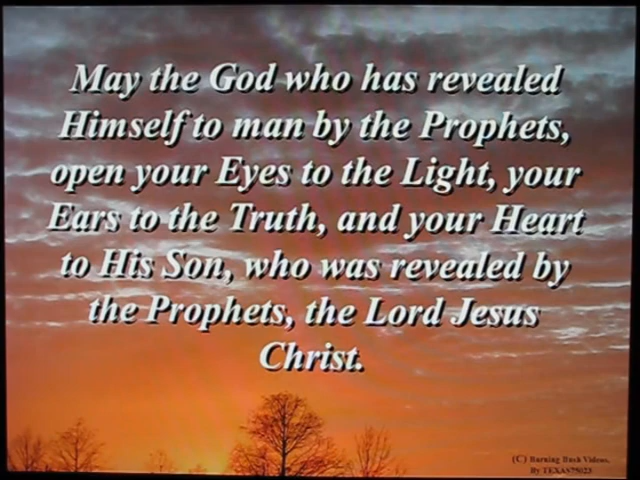 May the God who has revealed
Himself to man by the Prophets,
open your Eyes to the Light, your
Ears to the Truth, and your Heart
to His Son, who was revealed by
the Prophets, the Lord Jesus
Christ.
(C) Burning Bush Videos,
By TEXAS75023